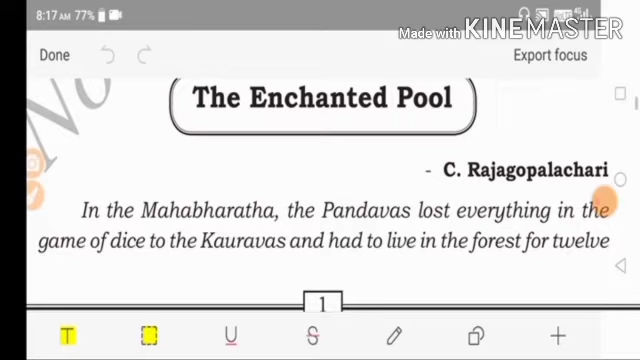 8:17 AM 77%
Made with KINEMASTER
Done
Export focus
No
The Enchanted Pool
- C. Rajagopalachari
In the Mahabharatha, the Pandavas lost everything in the
game of dice to the Kauravas and had to live in the forest for twelve
1
T U S